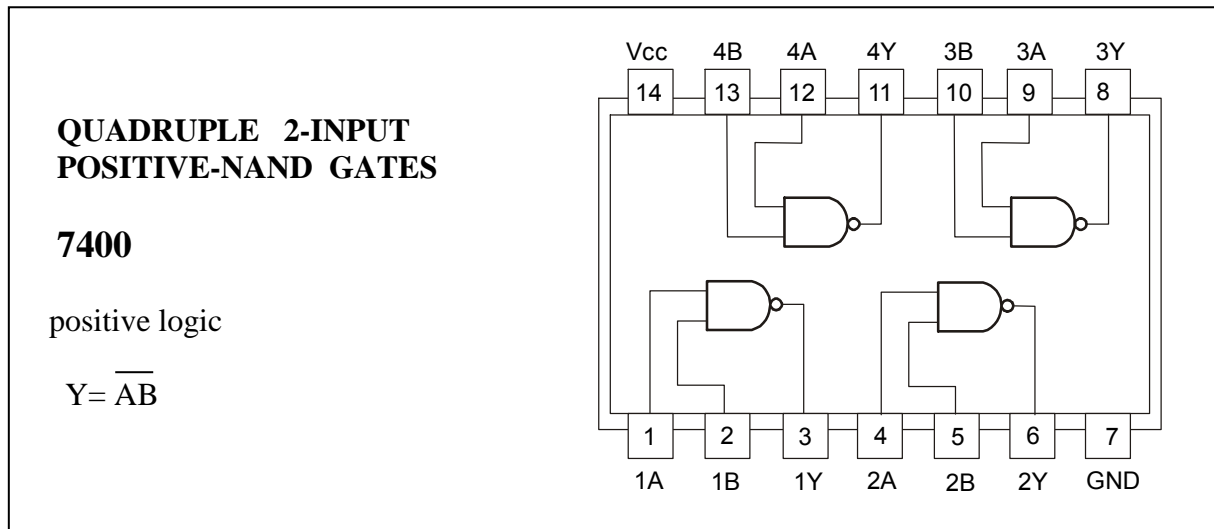 QUADRUPLE 2-INPUT
POSITIVE-NAND GATES
7400
positive logic
Y= A̅B̅
Vcc 4B 4A 4Y 3B 3A 3Y
14 13 12 11 10 9 8
1 2 3 4 5 6 7
1A 1B 1Y 2A 2B 2Y GND